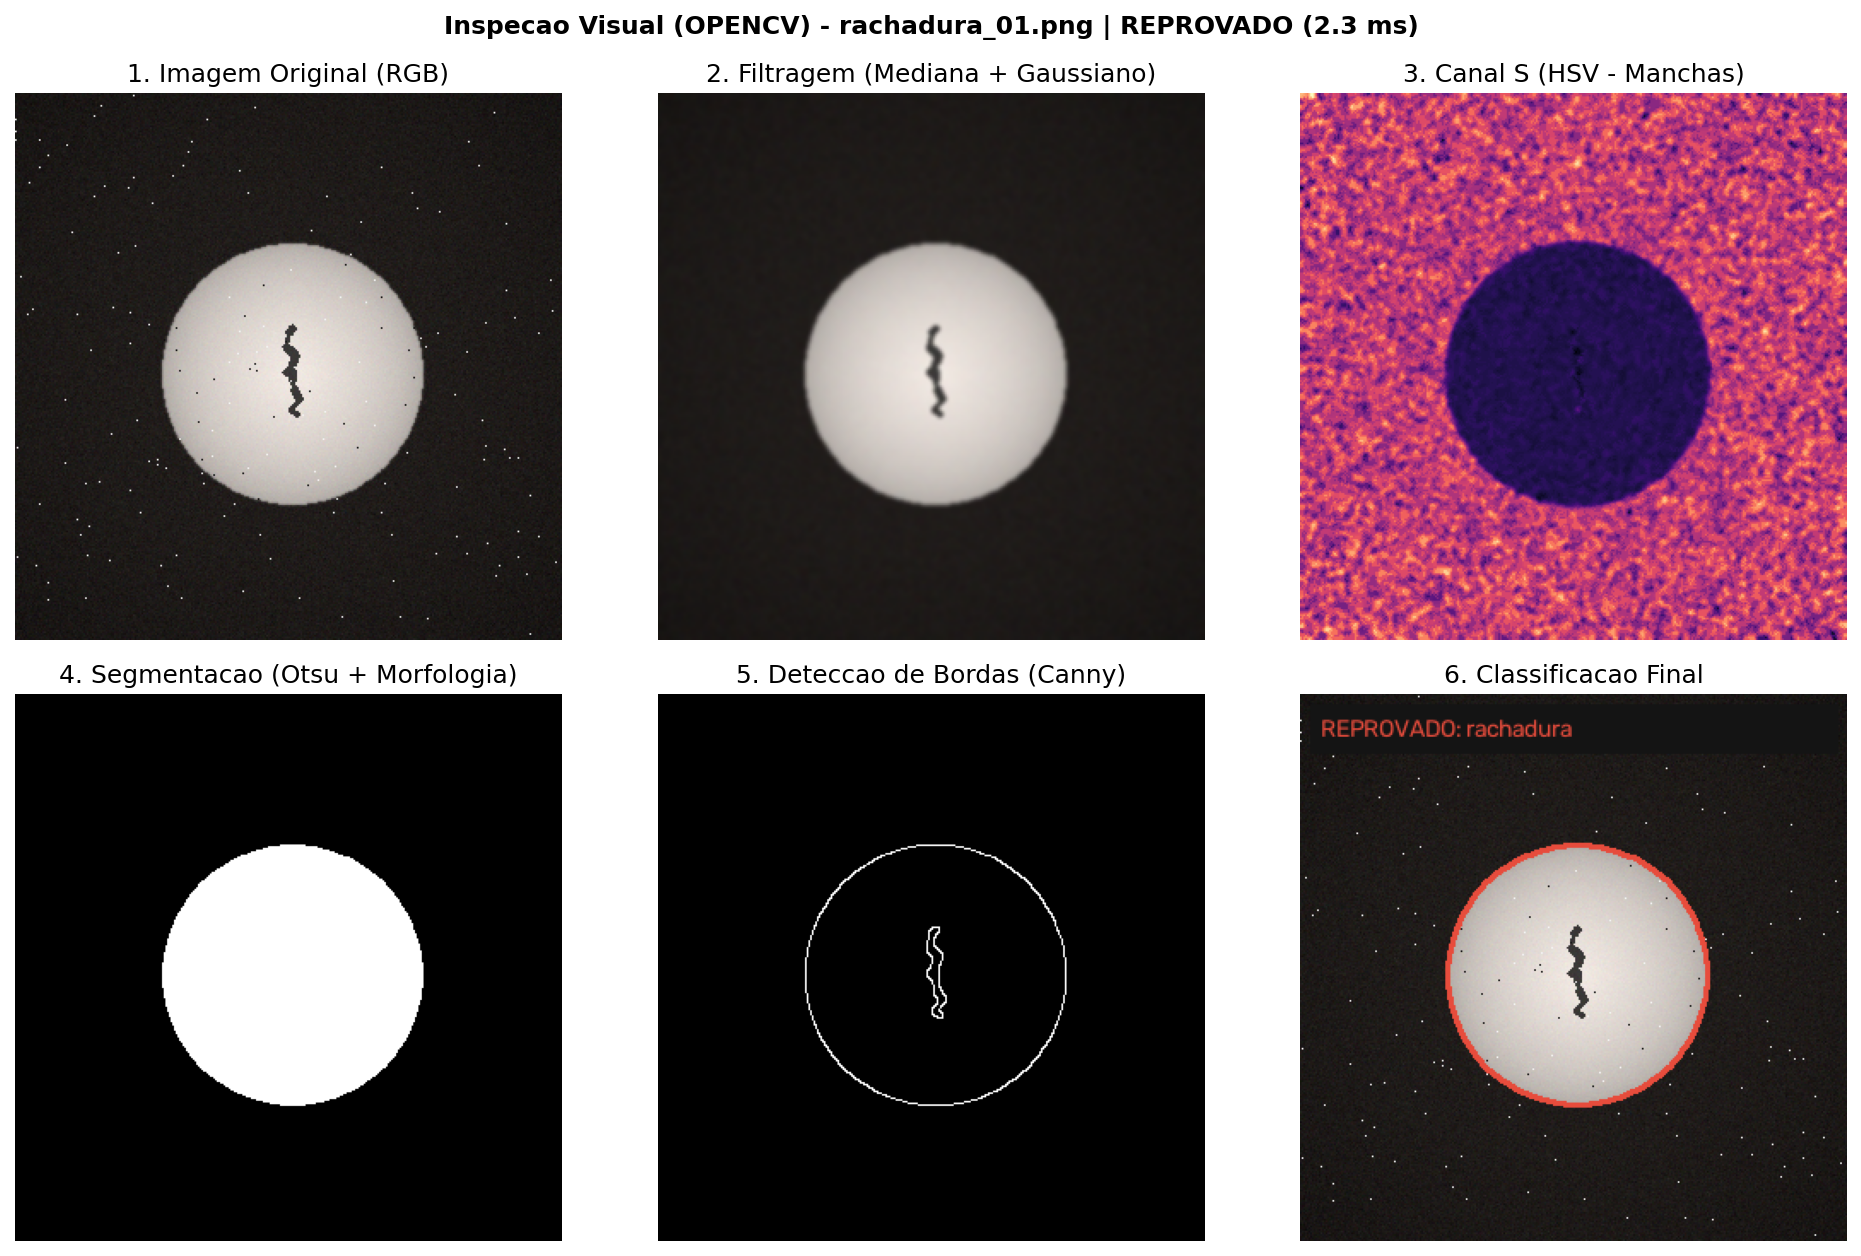 Inspecao Visual (OPENCV) - rachadura_01.png | REPROVADO (2.3 ms)
1. Imagem Original (RGB)
2. Filtragem (Mediana + Gaussiano)
3. Canal S (HSV - Manchas)
4. Segmentacao (Otsu + Morfologia)
5. Deteccao de Bordas (Canny)
6. Classificacao Final
REPROVADO: rachadura